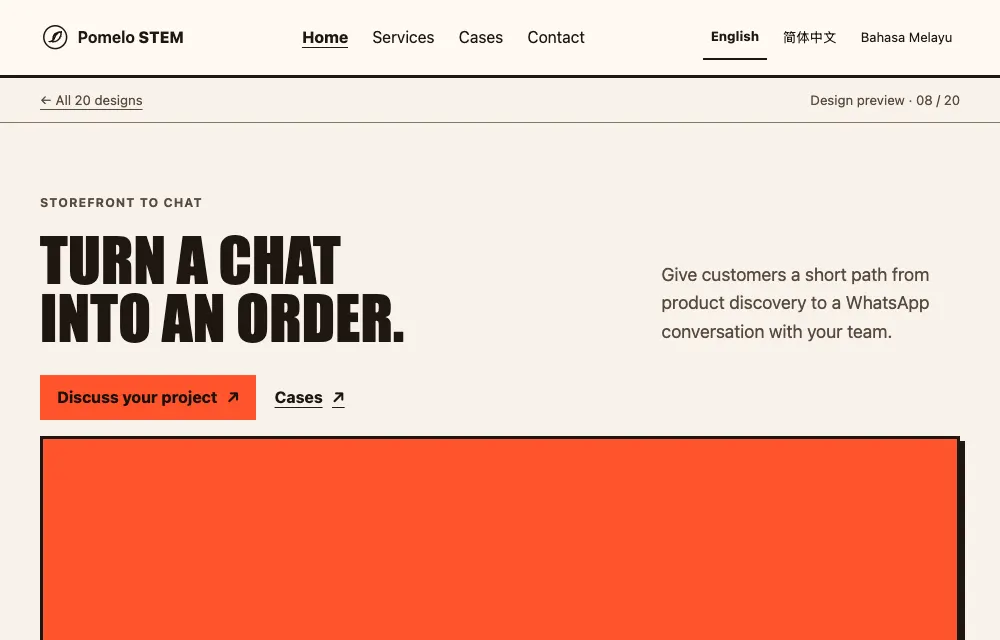 Pomelo STEM
Home Services Cases Contact
English 简体中文 Bahasa Melayu
← All 20 designs
Design preview · 08 / 20
STOREFRONT TO CHAT
TURN A CHAT
INTO AN ORDER.
Give customers a short path from
product discovery to a WhatsApp
conversation with your team.
Discuss your project ↗
Cases ↗